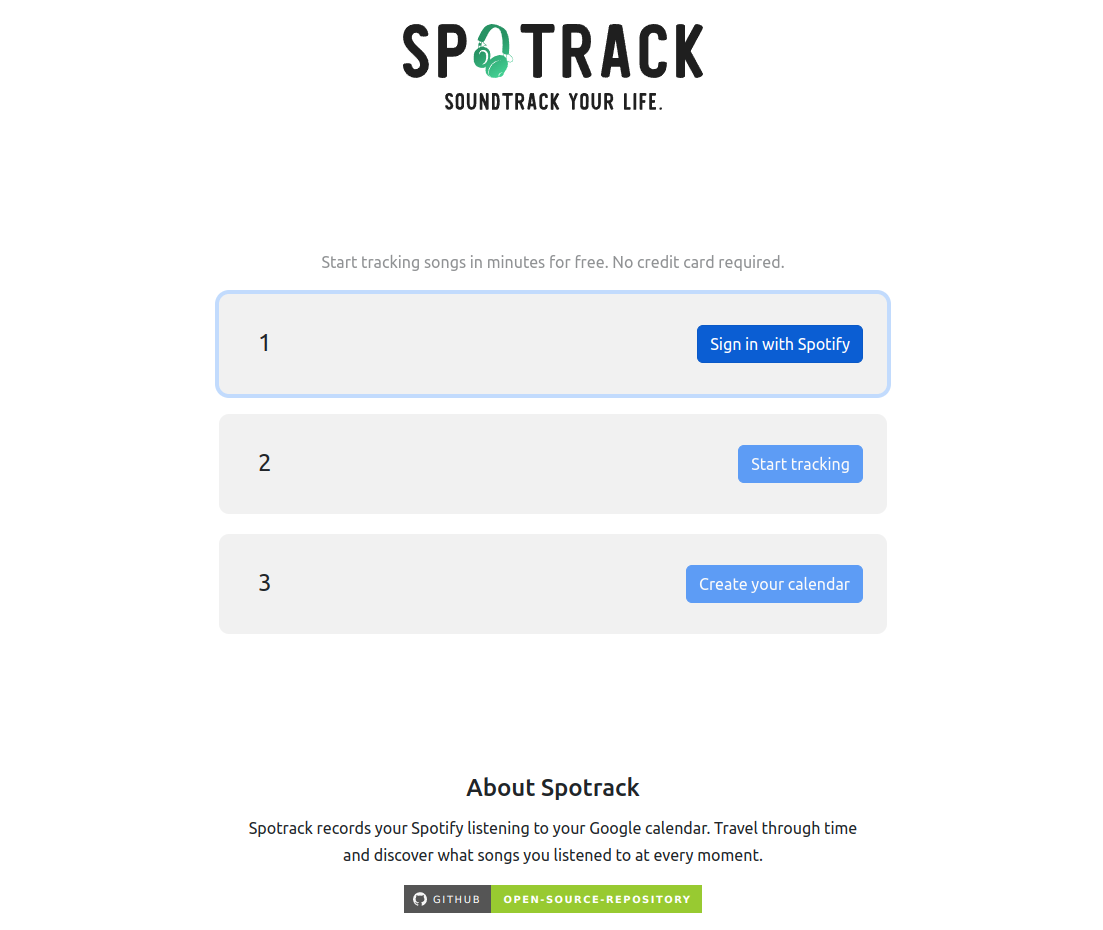 SPOTRACK
SOUNDTRACK YOUR LIFE.
Start tracking songs in minutes for free. No credit card required.
1
Sign in with Spotify
2
Start tracking
3
Create your calendar
About Spotrack
Spotrack records your Spotify listening to your Google calendar. Travel through time
and discover what songs you listened to at every moment.
GITHUB OPEN-SOURCE-REPOSITORY